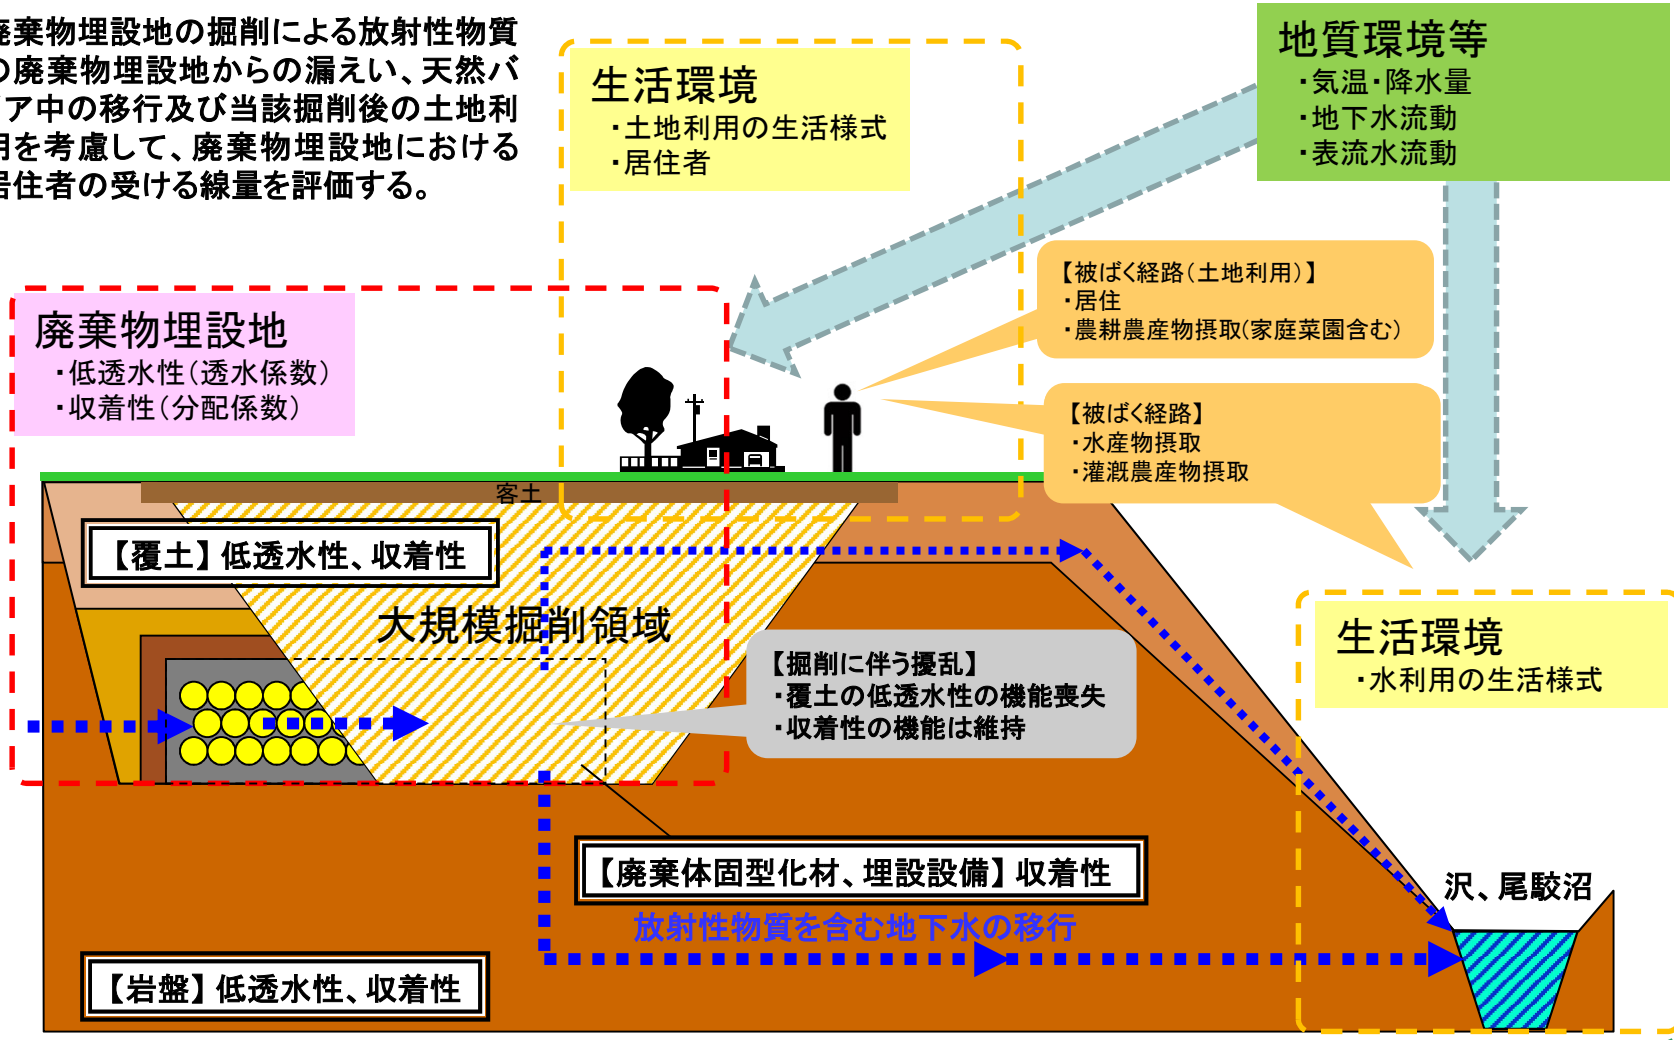 廃棄物埋設地の掘削による放射性物質
の廃棄物埋設地からの漏えい、天然バ
リア中の移行及び当該掘削後の土地利
用を考慮して、廃棄物埋設地における
居住者の受ける線量を評価する。
生活環境
・土地利用の生活様式
・居住者
地質環境等
・気温・降水量
・地下水流動
・表流水流動
廃棄物埋設地
・低透水性(透水係数)
・収着性(分配係数)
【被ばく経路(土地利用)】
・居住
・農耕農産物摂取(家庭菜園含む)
【被ばく経路】
・水産物摂取
・灌漑農産物摂取
客土
【覆土】低透水性、収着性
大規模掘削領域
【掘削に伴う擾乱】
・覆土の低透水性の機能喪失
・収着性の機能は維持
生活環境
・水利用の生活様式
【廃棄体固型化材、埋設設備】収着性
沢、尾駮沼
放射性物質を含む地下水の移行
【岩盤】低透水性、収着性